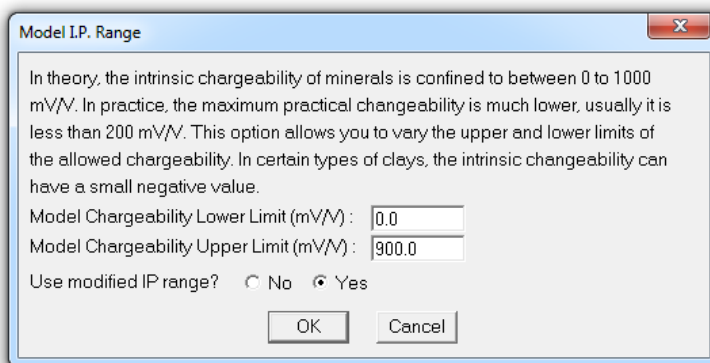 Model I.P. Range
In theory, the intrinsic chargeability of minerals is confined to between 0 to 1000
mV/V. In practice, the maximum practical changeability is much lower, usually it is
less than 200 mV/V. This option allows you to vary the upper and lower limits of
the allowed chargeability. In certain types of clays, the intrinsic changeability can
have a small negative value.
Model Chargeability Lower Limit (mV/V) : 0.0
Model Chargeability Upper Limit (mV/V) : 900.0
Use modified IP range? No Yes
OK Cancel